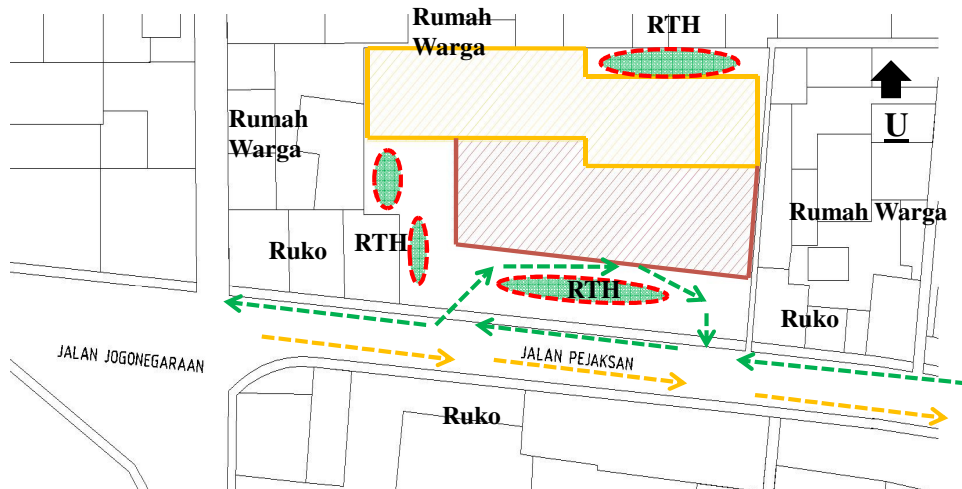 Rumah
Warga
RTH
U
Rumah
Warga
Rumah Warga
Ruko
RTH
RTH
Ruko
JALAN JOGONEGARAAN
JALAN PEJAKSAN
Ruko